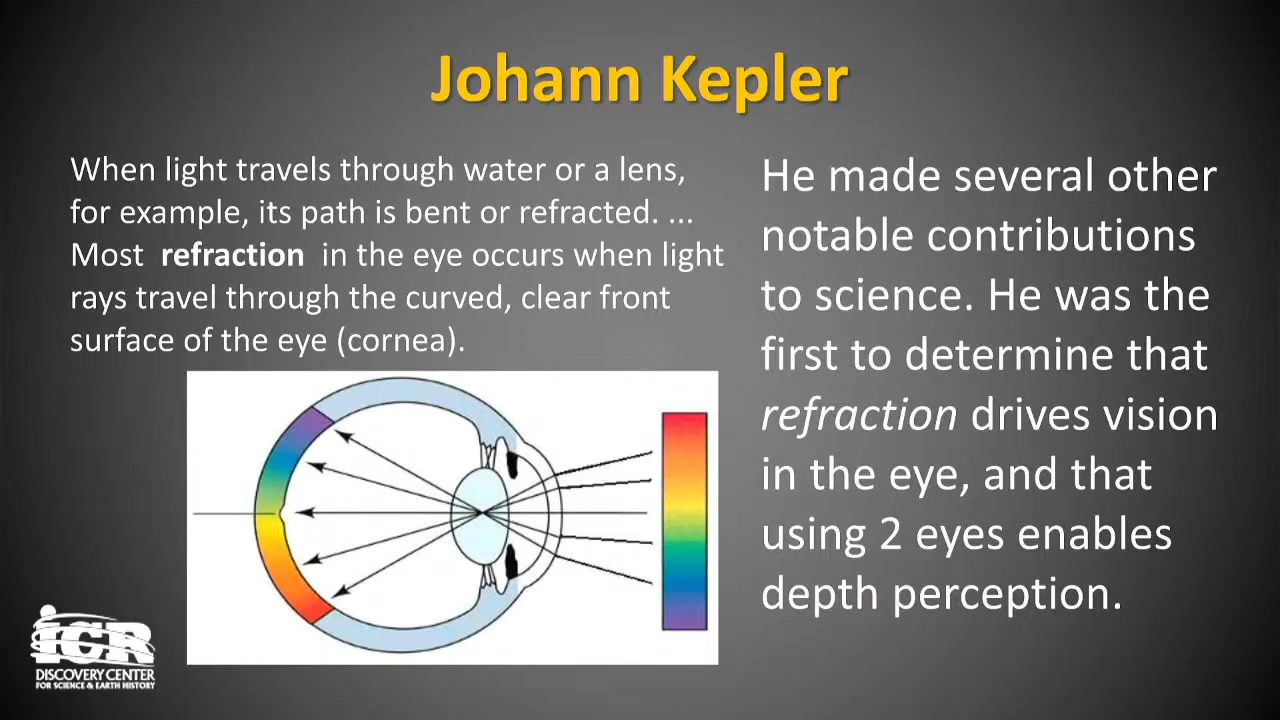 Johann Kepler
When light travels through water or a lens,
for example, its path is bent or refracted. ...
Most refraction in the eye occurs when light
rays travel through the curved, clear front
surface of the eye (cornea).
He made several other
notable contributions
to science. He was the
first to determine that
refraction drives vision
in the eye, and that
using 2 eyes enables
depth perception.
ICR
DISCOVERY CENTER
FOR SCIENCE & EARTH HISTORY